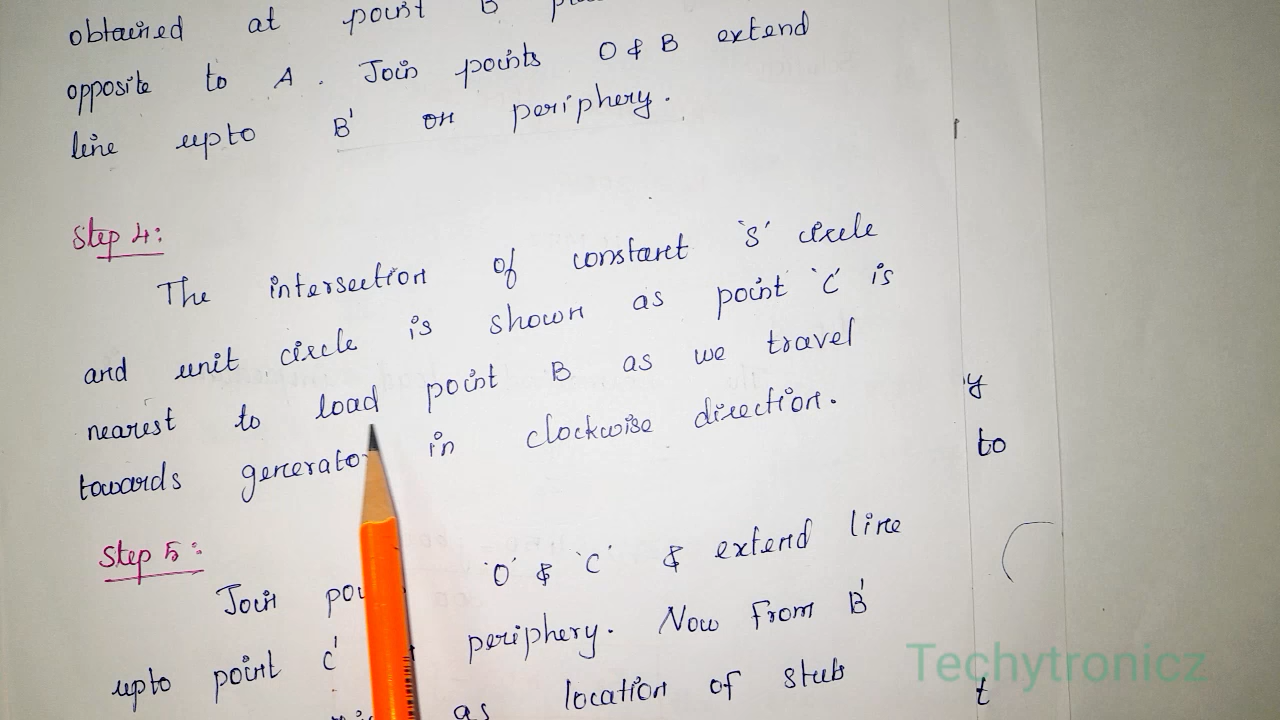 obtained at point B
opposite to A. Join points O & B extend
line upto B' on periphery.
Step 4:
The intersection of constant 'S' circle
and unit circle is shown as point 'C' is
nearest to load point B as we travel
towards generator in clockwise direction.
Step 5:
Join 'O' & 'C' & extend line
upto point C' periphery. Now from B'
as location of stub
y
to
t
Techytronicz